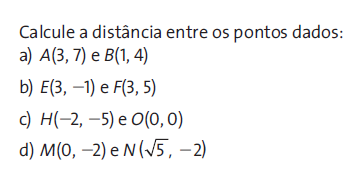 Calcule a distância entre os pontos dados:
a) A(3, 7) e B(1, 4)
b) E(3, −1) e F(3, 5)
c) H(−2, −5) e O(0, 0)
d) M(0, −2) e N(√5, −2)